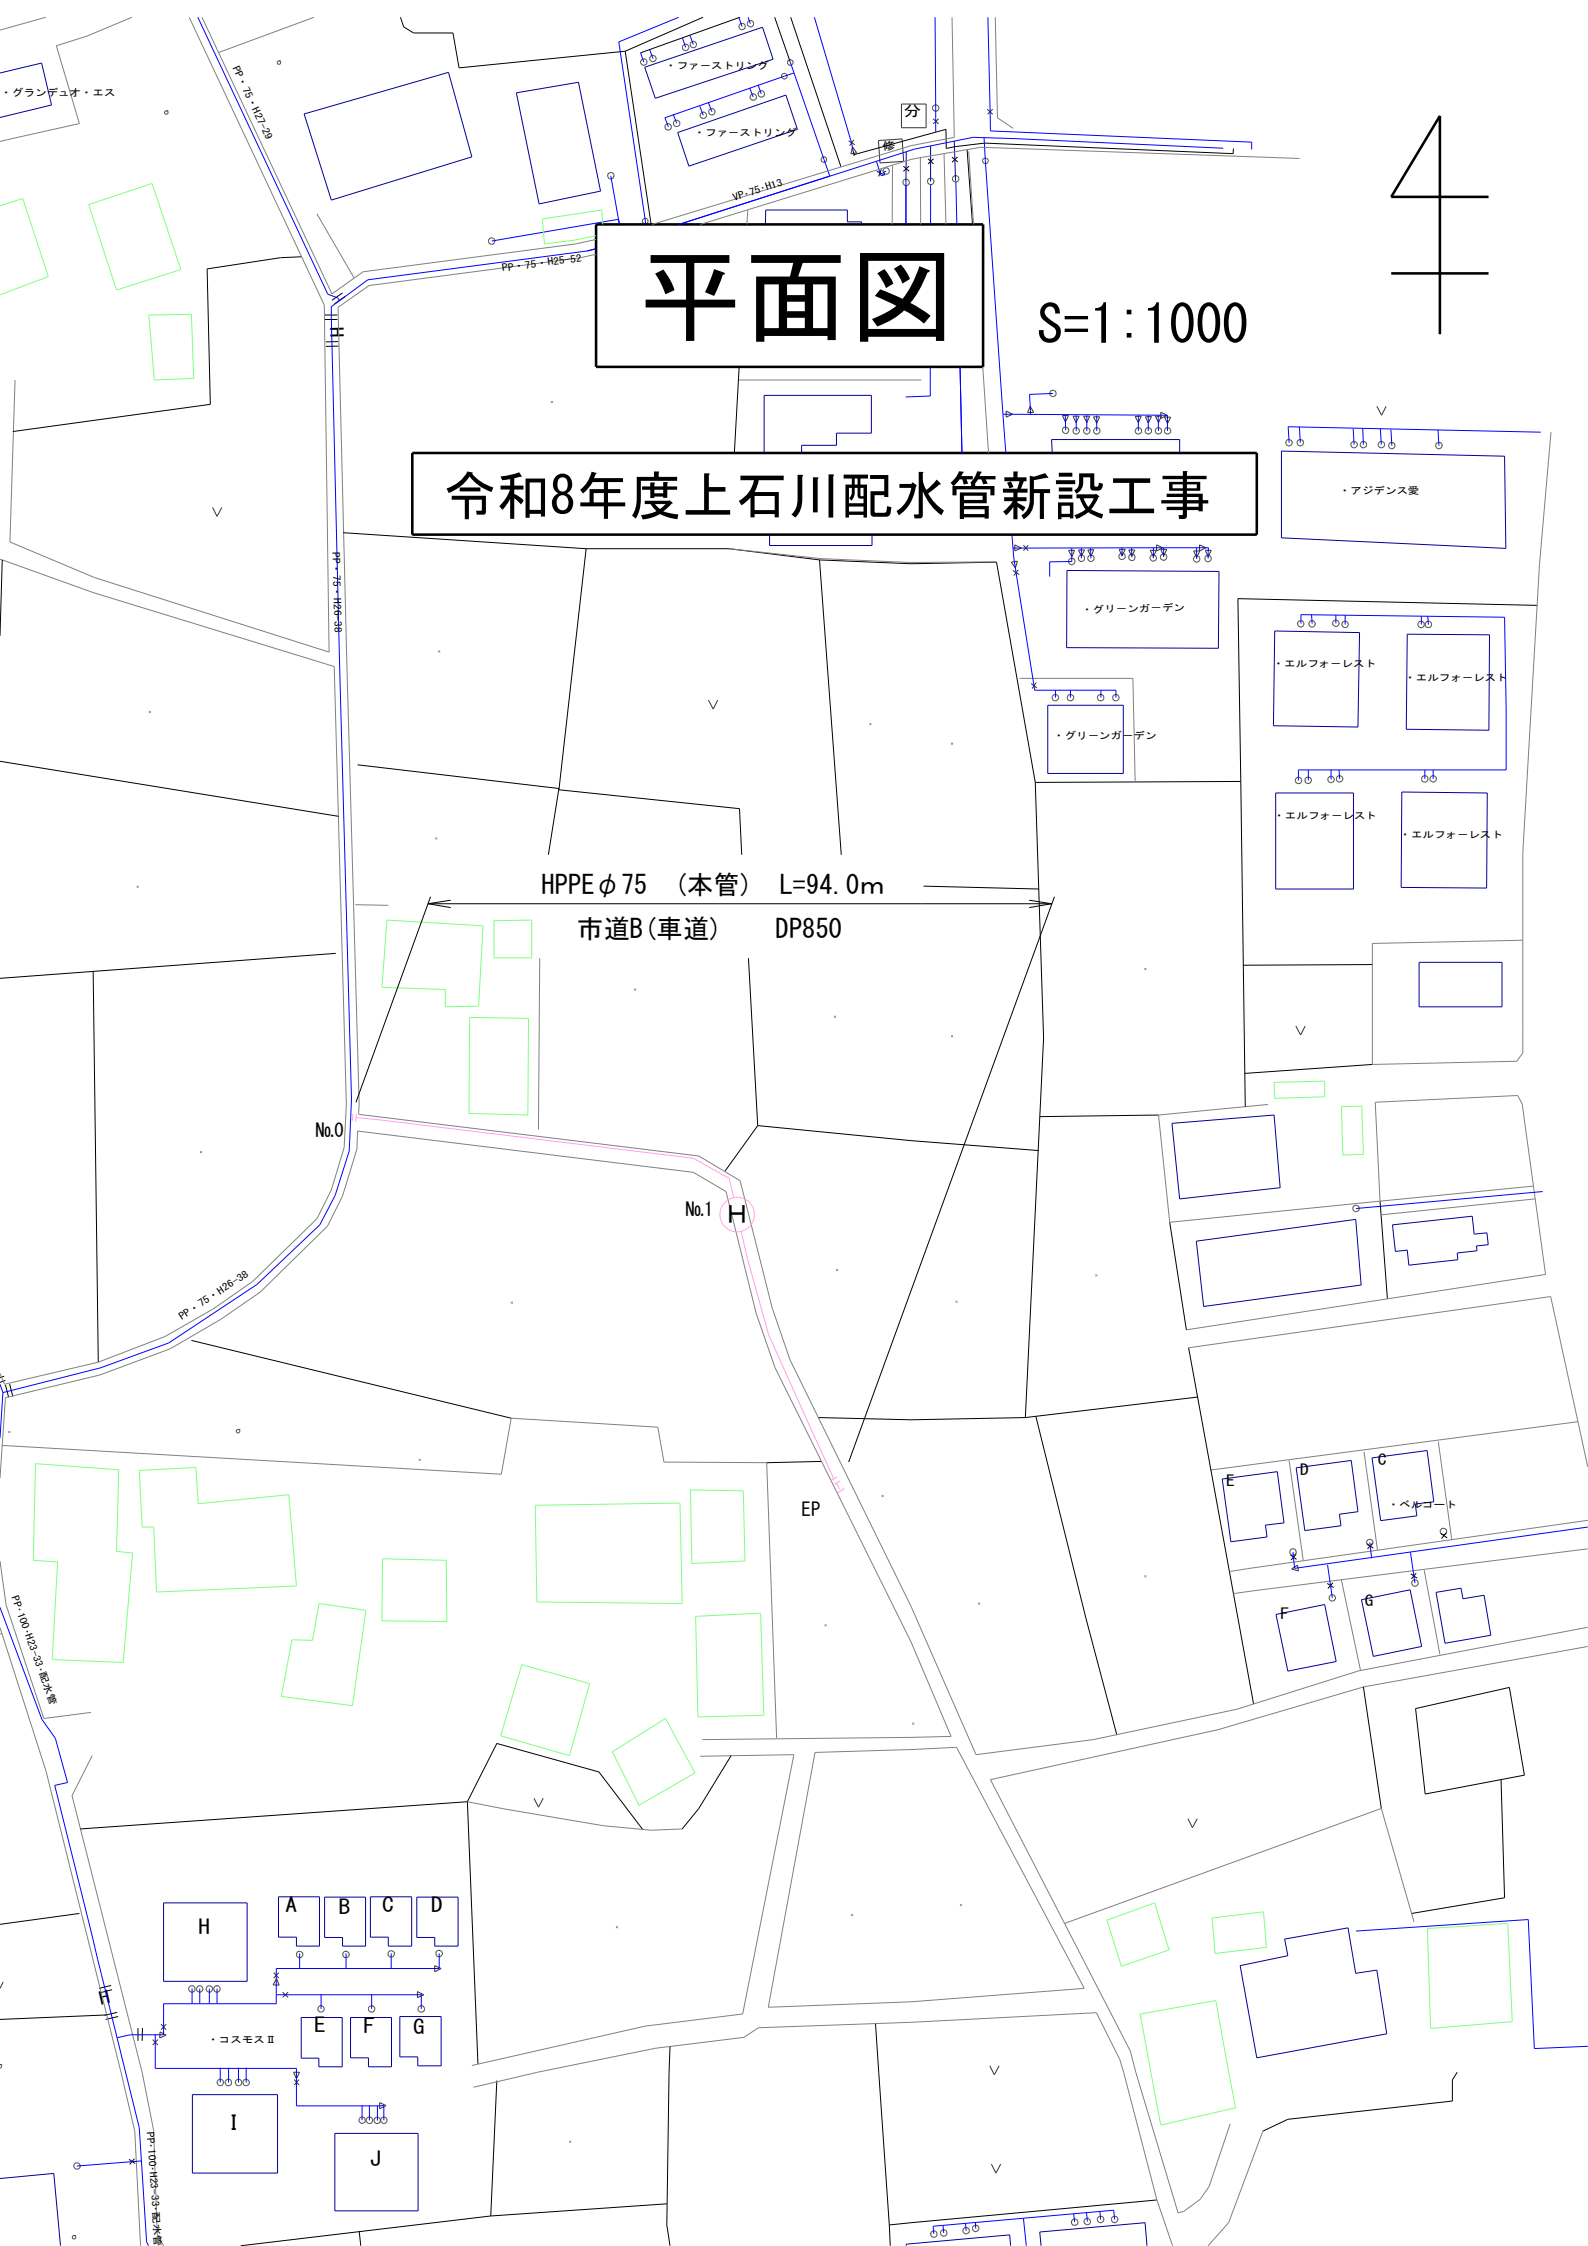 ・グランデュオ・エス
PP・75・H27-29
・ファーストリング
・ファーストリング
分
修
VP・75・H13
PP・75・H25-52
平面図
S=1:1000
H
令和8年度上石川配水管新設工事
・アジデンス愛
PP・75・H26-38
・グリーンガーデン
・エルフォーレスト
・エルフォーレスト
・グリーンガーデン
・エルフォーレスト
・エルフォーレスト
HPPEφ75 （本管） L=94.0m
市道B(車道) DP850
No.0
No.1
H
PP・75・H26-38
E
D
C
・ベルコート
EP
F
G
PP・100・H23-33・配水管
A
B
C
D
H
E
F
G
・コスモスⅡ
I
J
PP・100・H23-33・配水管